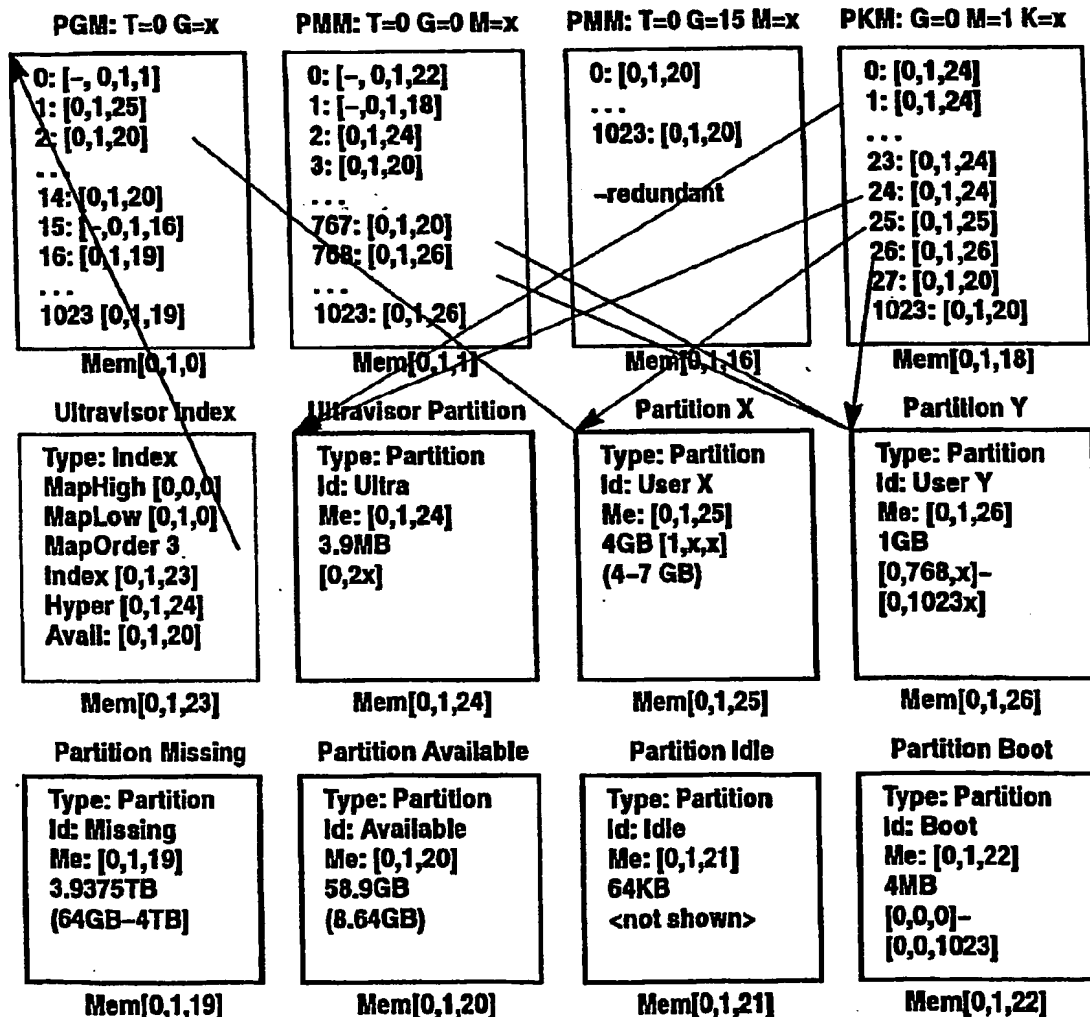 PGM: T=0 G=x
0: [–, 0,1,1]
1: [0,1,25]
2: [0,1,20]
...
14: [0,1,20]
15: [–,0,1,16]
16: [0,1,19]
...
1023 [0,1,19]
Mem[0,1,0]
PMM: T=0 G=0 M=x
0: [–, 0,1,22]
1: [–,0,1,18]
2: [0,1,24]
3: [0,1,20]
...
767: [0,1,20]
768: [0,1,26]
...
1023: [0,1,26]
Mem[0,1,1]
PMM: T=0 G=15 M=x
0: [0,1,20]
...
1023: [0,1,20]
–redundant
Mem[0,1,16]
PKM: G=0 M=1 K=x
0: [0,1,24]
1: [0,1,24]
...
23: [0,1,24]
24: [0,1,24]
25: [0,1,25]
26: [0,1,26]
27: [0,1,20]
1023: [0,1,20]
Mem[0,1,18]
Ultravisor Index
Type: Index
MapHigh [0,0,0]
MapLow [0,1,0]
MapOrder 3
Index [0,1,23]
Hyper [0,1,24]
Avail: [0,1,20]
Mem[0,1,23]
Ultravisor Partition
Type: Partition
Id: Ultra
Me: [0,1,24]
3.9MB
[0,2x]
Mem[0,1,24]
Partition X
Type: Partition
Id: User X
Me: [0,1,25]
4GB [1,x,x]
(4–7 GB)
Mem[0,1,25]
Partition Y
Type: Partition
Id: User Y
Me: [0,1,26]
1GB
[0,768,x]–
[0,1023x]
Mem[0,1,26]
Partition Missing
Type: Partition
Id: Missing
Me: [0,1,19]
3.9375TB
(64GB–4TB]
Mem[0,1,19]
Partition Available
Type: Partition
Id: Available
Me: [0,1,20]
58.9GB
(8.64GB)
Mem[0,1,20]
Partition Idle
Type: Partition
Id: Idle
Me: [0,1,21]
64KB
<not shown>
Mem[0,1,21]
Partition Boot
Type: Partition
Id: Boot
Me: [0,1,22]
4MB
[0,0,0]–
[0,0,1023]
Mem[0,1,22]